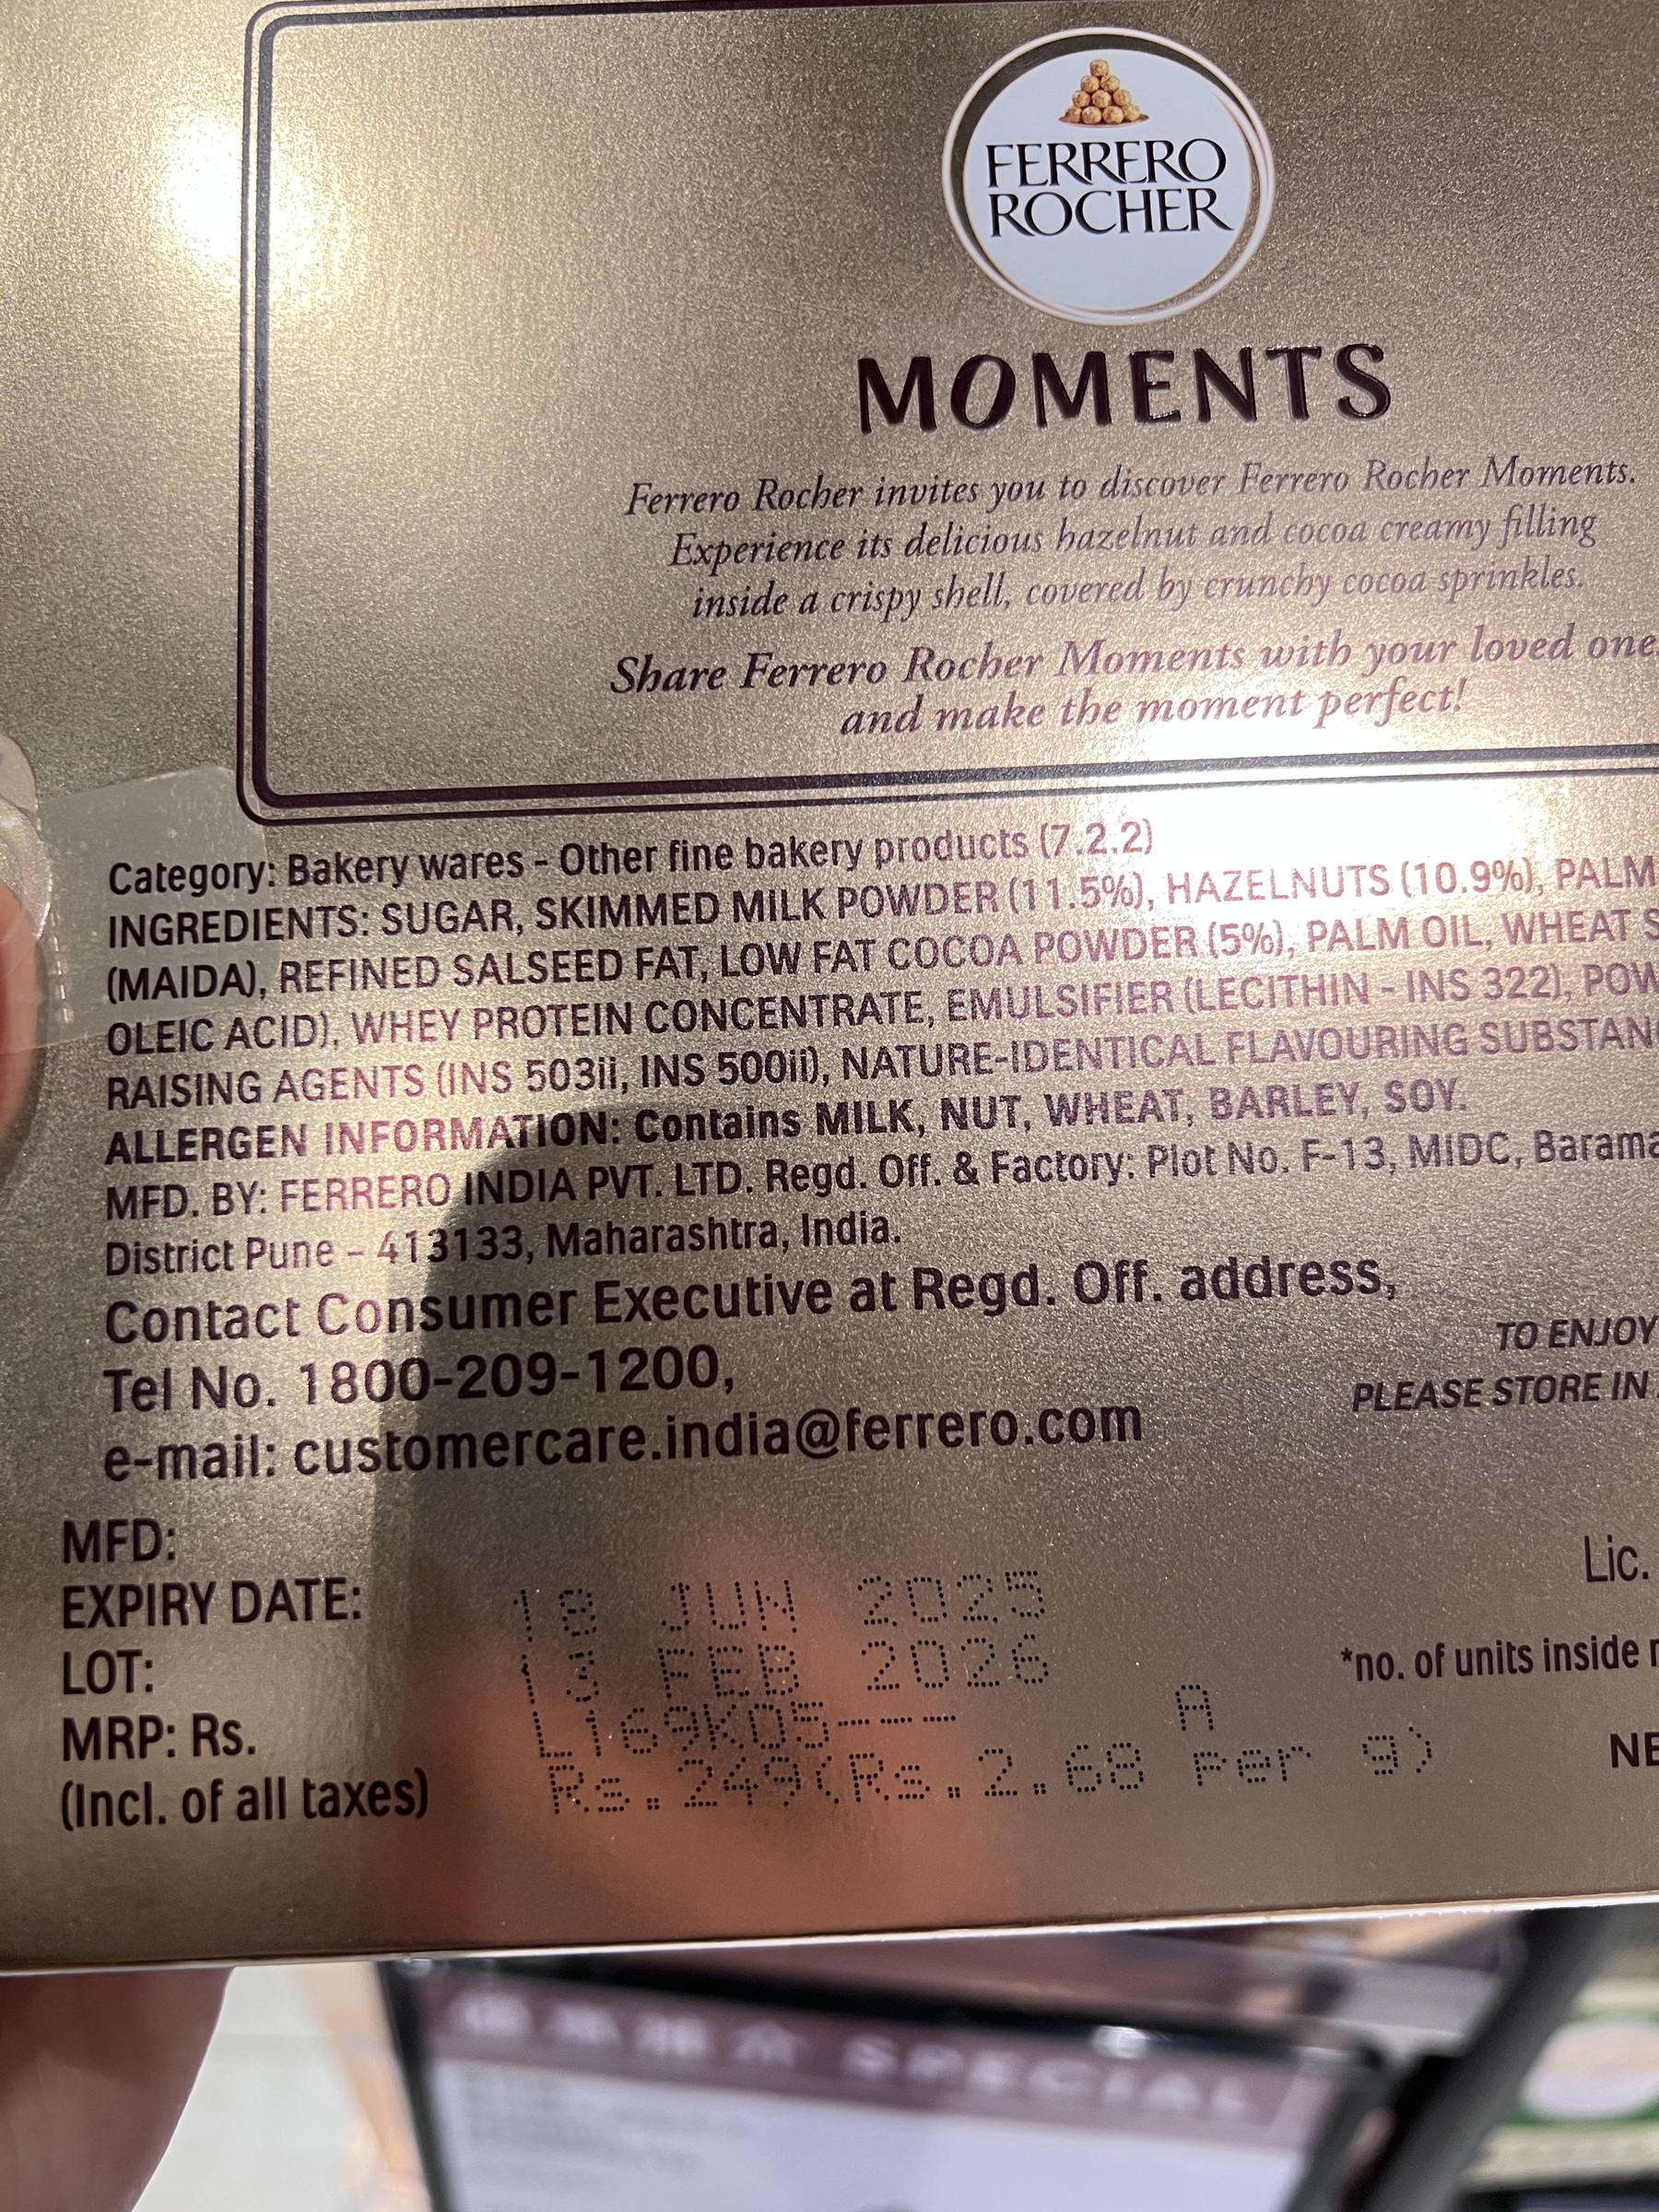 FERRERO
ROCHER
MOMENTS
Ferrero Rocher invites you to discover Ferrero Rocher Moments.
Experience its delicious hazelnut and cocoa creamy filling
inside a crispy shell, covered by crunchy cocoa sprinkles.
Share Ferrero Rocher Moments with your loved one
and make the moment perfect!
Category: Bakery wares - Other fine bakery products (7.2.2)
INGREDIENTS: SUGAR, SKIMMED MILK POWDER (11.5%), HAZELNUTS (10.9%), PALM
(MAIDA), REFINED SALSEED FAT, LOW FAT COCOA POWDER (5%), PALM OIL, WHEAT S
OLEIC ACID), WHEY PROTEIN CONCENTRATE, EMULSIFIER (LECITHIN - INS 322), POW
RAISING AGENTS (INS 503ii, INS 500ii), NATURE-IDENTICAL FLAVOURING SUBSTAN
ALLERGEN INFORMATION: Contains MILK, NUT, WHEAT, BARLEY, SOY.
MFD. BY: FERRERO INDIA PVT. LTD. Regd. Off. & Factory: Plot No. F-13, MIDC, Barama
District Pune – 413133, Maharashtra, India.
Contact Consumer Executive at Regd. Off. address,
Tel No. 1800-209-1200,
e-mail: customercare.india@ferrero.com
TO ENJOY
PLEASE STORE IN
MFD:
EXPIRY DATE:
LOT:
MRP: Rs.
(Incl. of all taxes)
18 JUN 2025
13 FEB 2026
L169K05--- A
Rs.249(Rs.2.68 per g)
Lic.
*no. of units inside
NE
SPECIAL